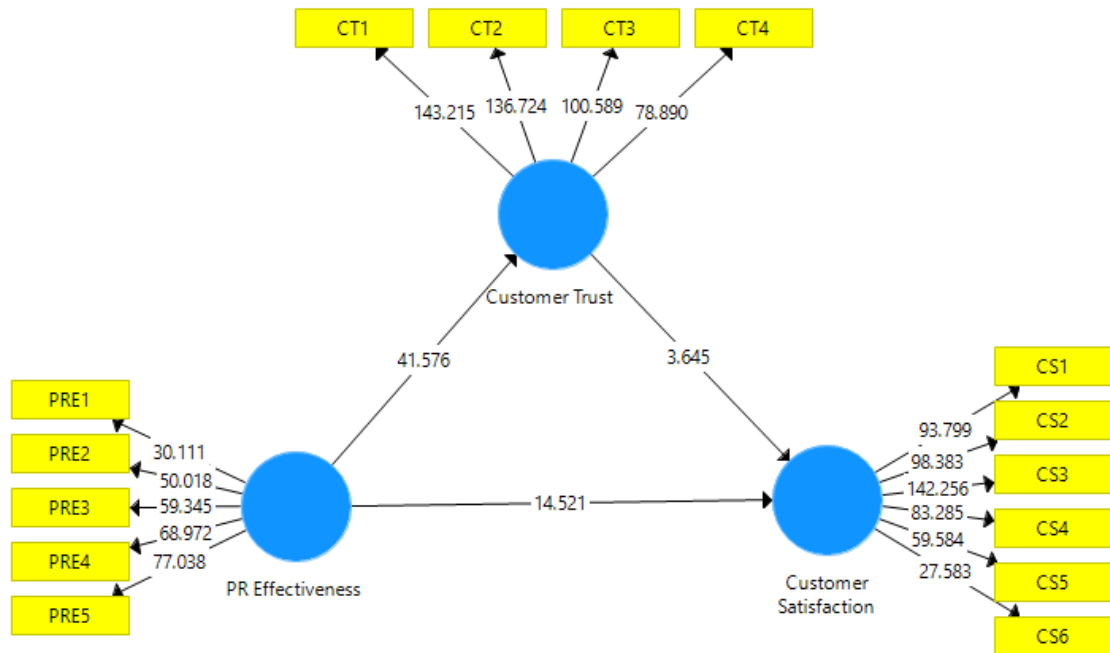 CT1
CT2
CT3
CT4
143.215
136.724
100.589
78.890
Customer Trust
41.576
3.645
PRE1
PRE2
PRE3
PRE4
PRE5
30.111
50.018
59.345
68.972
77.038
PR Effectiveness
14.521
CS1
CS2
CS3
CS4
CS5
CS6
93.799
98.383
142.256
83.285
59.584
27.583
Customer
Satisfaction